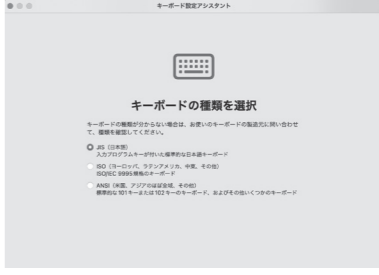 キーボード設定アシスタント
キーボードの種類を選択
キーボードの種類が分からない場合は、お使いのキーボードの製造元に問い合わせ
て、種類を確認してください。
JIS（日本語）
入力プログラムキーが付いた標準的な日本語キーボード
ISO（ヨーロッパ、ラテンアメリカ、中東、その他）
ISO/IEC 9995規格のキーボード
ANSI（米国、アジアのほぼ全域、その他）
標準的な101キーまたは102キーのキーボード、およびその他いくつかのキーボード